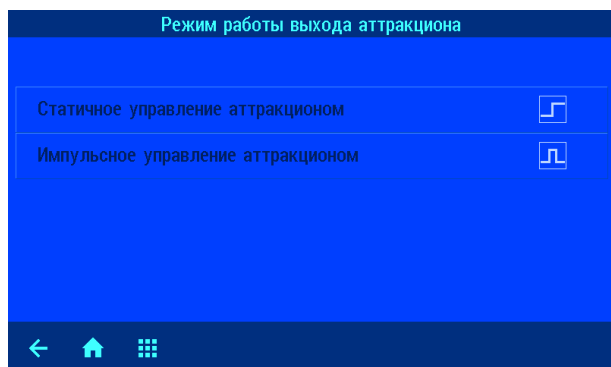 Режим работы выхода аттракциона
Статичное управление аттракционом
Импульсное управление аттракционом